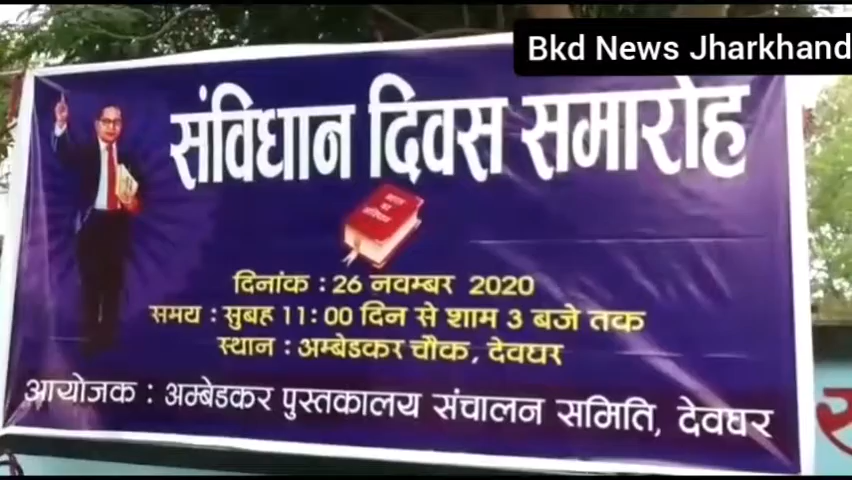 Bkd News Jharkhand
संविधान दिवस समारोह
भारत का
संविधान
दिनांक : 26 नवम्बर 2020
समय : सुबह 11:00 दिन से शाम 3 बजे तक
स्थान : अम्बेडकर चौक, देवघर
आयोजक : अम्बेडकर पुस्तकालय संचालन समिति, देवघर